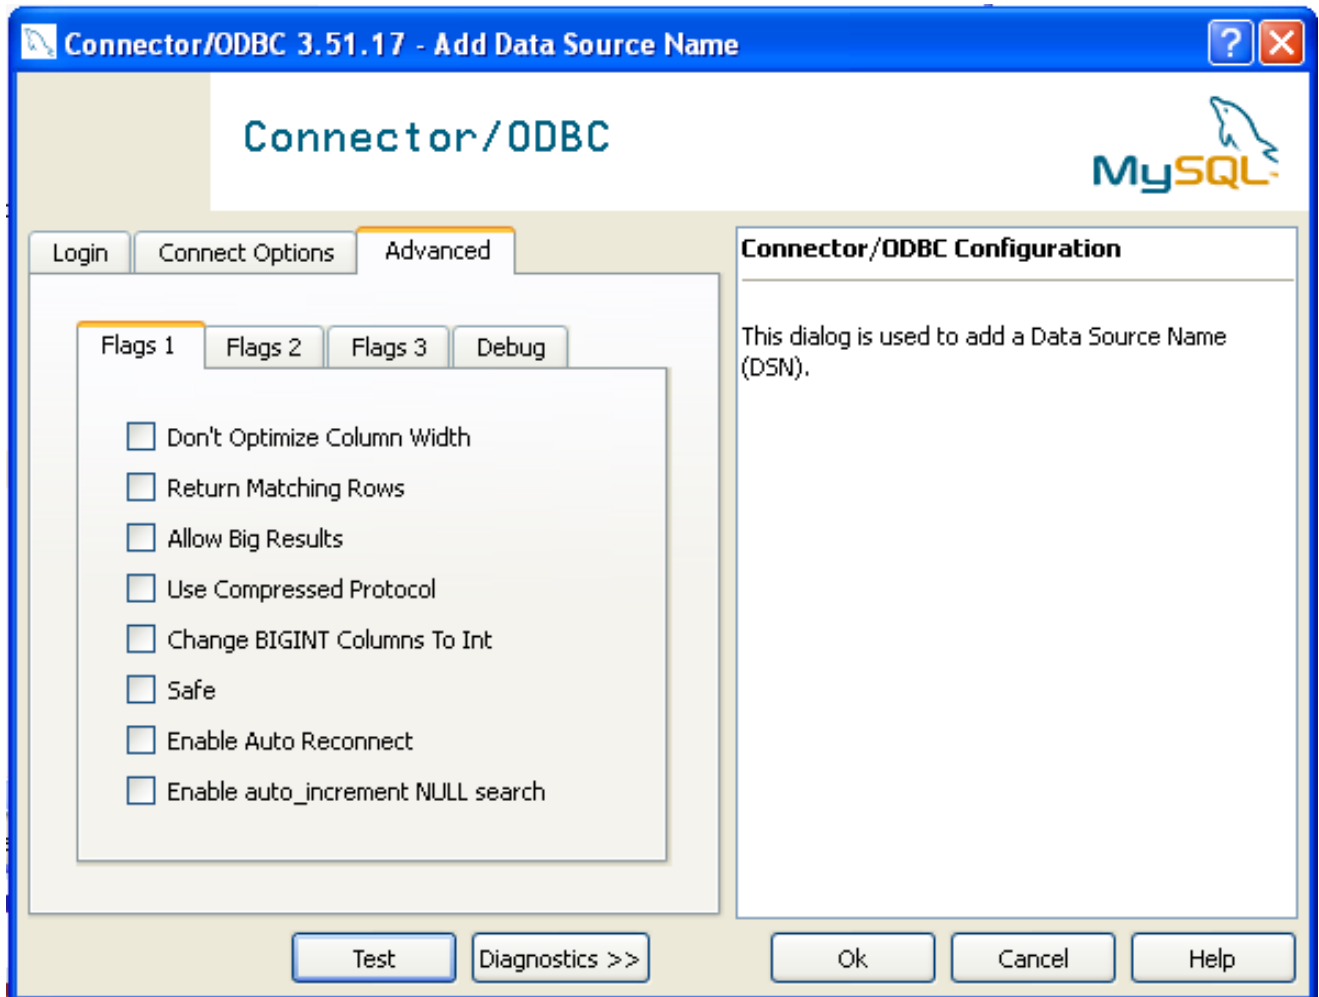 Connector/ODBC 3.51.17 - Add Data Source Name
?
Connector/ODBC
MySQL
Login
Connect Options
Advanced
Flags 1
Flags 2
Flags 3
Debug
Don't Optimize Column Width
Return Matching Rows
Allow Big Results
Use Compressed Protocol
Change BIGINT Columns To Int
Safe
Enable Auto Reconnect
Enable auto_increment NULL search
Connector/ODBC Configuration
This dialog is used to add a Data Source Name
(DSN).
Test
Diagnostics >>
Ok
Cancel
Help